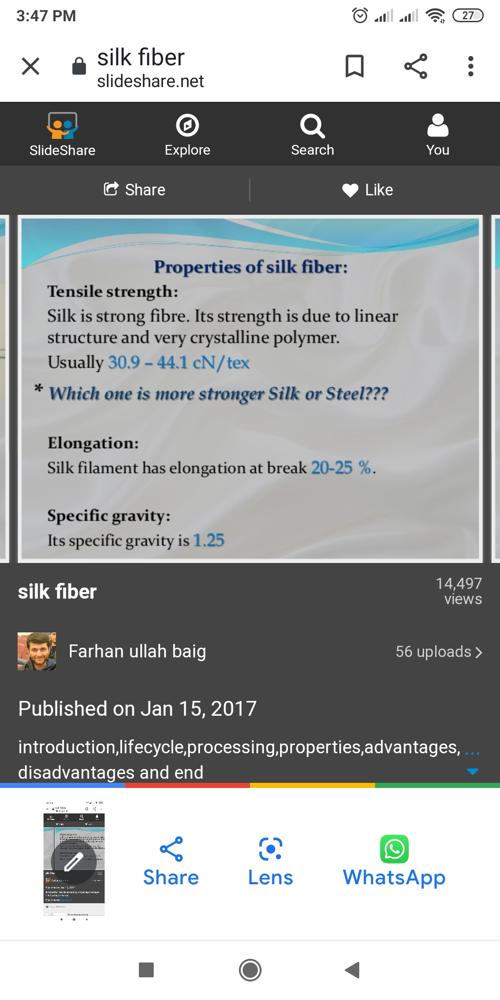 3:47 PM
27
silk fiber
slideshare.net
SlideShare
Explore
Search
You
Share
Like
Properties of silk fiber:
Tensile strength:
Silk is strong fibre. Its strength is due to linear
structure and very crystalline polymer.
Usually 30.9 – 44.1 cN/tex
* Which one is more stronger Silk or Steel???
Elongation:
Silk filament has elongation at break 20-25 %.
Specific gravity:
Its specific gravity is 1.25
silk fiber
14,497
views
Farhan ullah baig
56 uploads
Published on Jan 15, 2017
introduction,lifecycle,processing,properties,advantages, ...
disadvantages and end
Share
Lens
WhatsApp